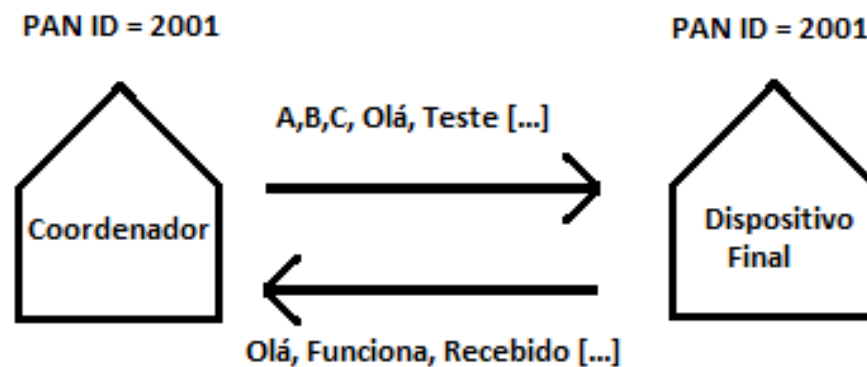 PAN ID = 2001
PAN ID = 2001
A,B,C, Olá, Teste [...]
Coordenador
Dispositivo
Final
Olá, Funciona, Recebido [...]